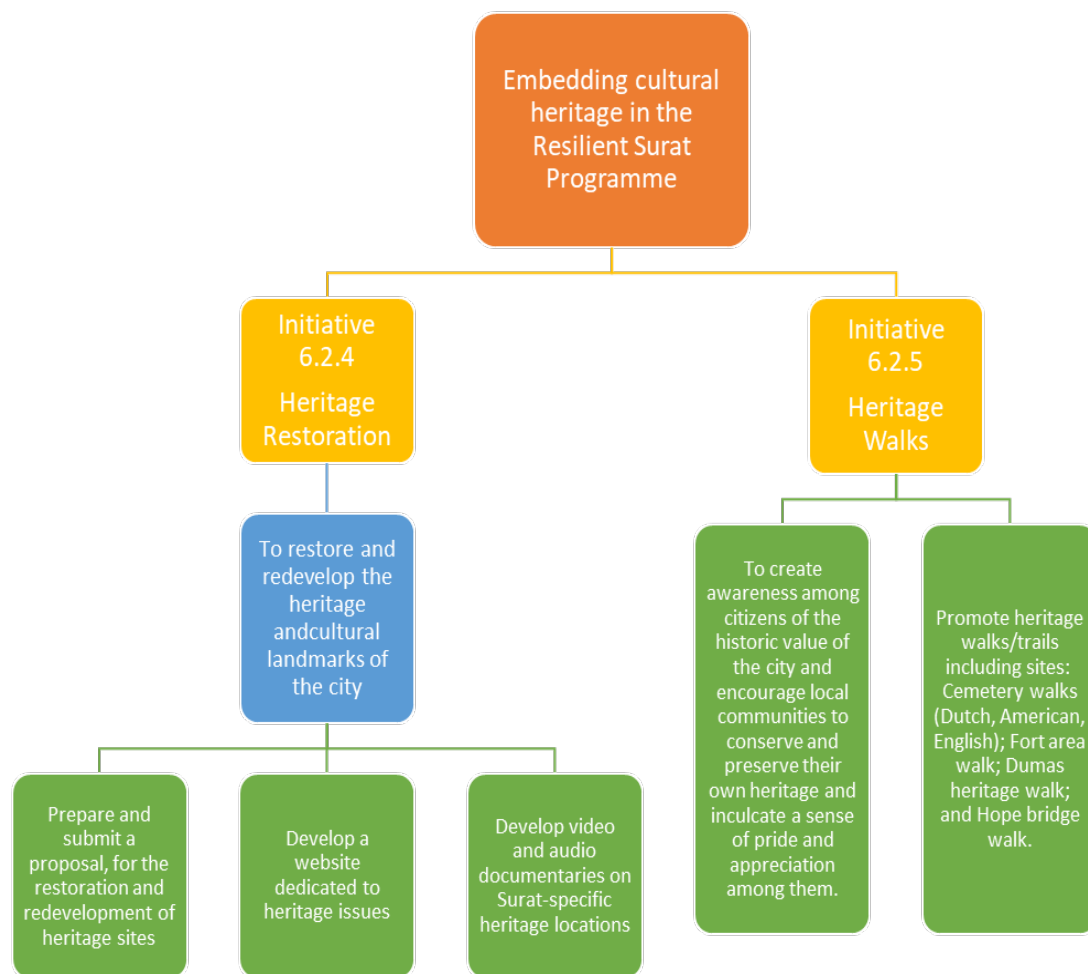 Embedding cultural
heritage in the
Resilient Surat
Programme
Initiative
6.2.4
Heritage
Restoration
Initiative
6.2.5
Heritage
Walks
To restore and
redevelop the
heritage
andcultural
landmarks of
the city
To create
awareness among
citizens of the
historic value of
the city and
encourage local
communities to
conserve and
preserve their
own heritage and
inculcate a sense
of pride and
appreciation
among them.
Promote heritage
walks/trails
including sites:
Cemetery walks
(Dutch, American,
English); Fort area
walk; Dumas
heritage walk;
and Hope bridge
walk.
Prepare and
submit a
proposal, for the
restoration and
redevelopment of
heritage sites
Develop a
website
dedicated to
heritage issues
Develop video
and audio
documentaries on
Surat-specific
heritage locations